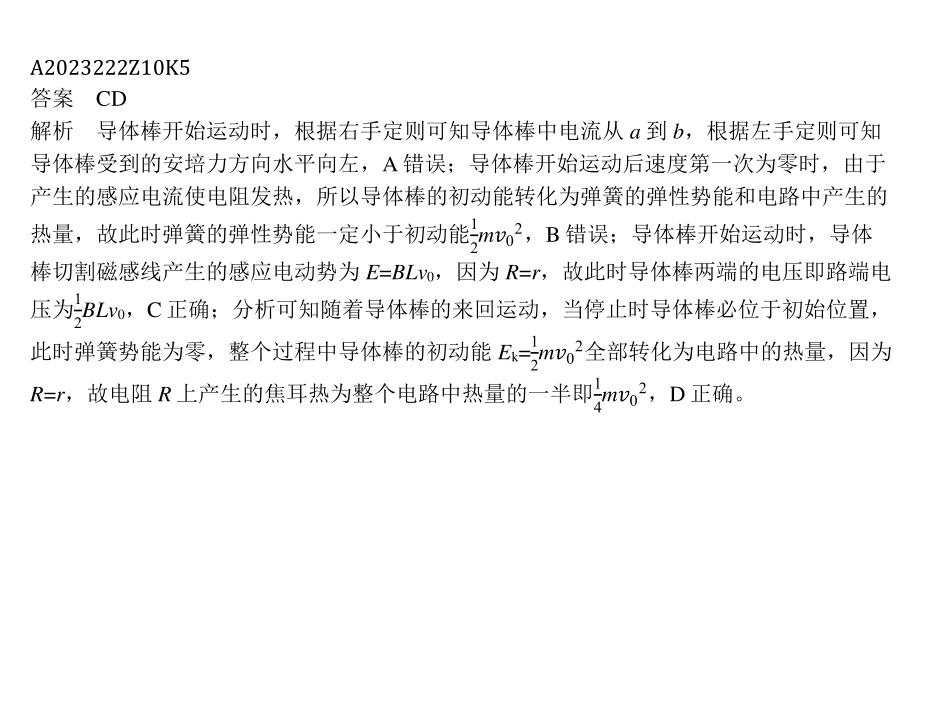 A2023222Z10K5
答案　CD
解析　导体棒开始运动时，根据右手定则可知导体棒中电流从 a 到 b，根据左手定则可知
导体棒受到的安培力方向水平向左，A 错误；导体棒开始运动后速度第一次为零时，由于
产生的感应电流使电阻发热，所以导体棒的初动能转化为弹簧的弹性势能和电路中产生的
热量，故此时弹簧的弹性势能一定小于初动能\frac{1}{2}mv₀²，B 错误；导体棒开始运动时，导体
棒切割磁感线产生的感应电动势为 E=BLv₀，因为 R=r，故此时导体棒两端的电压即路端电
压为\frac{1}{2}BLv₀，C 正确；分析可知随着导体棒的来回运动，当停止时导体棒必位于初始位置，
此时弹簧势能为零，整个过程中导体棒的初动能 Eₖ=\frac{1}{2}mv₀²全部转化为电路中的热量，因为
R=r，故电阻 R 上产生的焦耳热为整个电路中热量的一半即\frac{1}{4}mv₀²，D 正确。